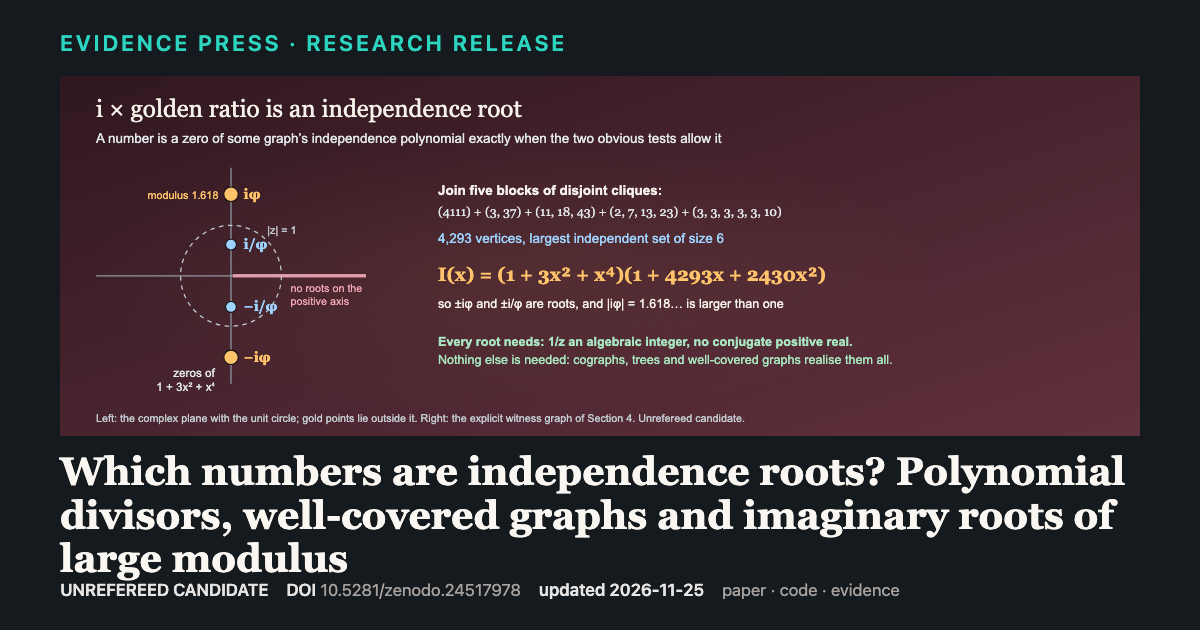 EVIDENCE PRESS · RESEARCH RELEASE
i × golden ratio is an independence root
A number is a zero of some graph's independence polynomial exactly when the two obvious tests allow it
modulus 1.618
iφ
|z| = 1
i/φ
no roots on the
positive axis
−i/φ
−iφ
zeros of
1 + 3x² + x⁴
Join five blocks of disjoint cliques:
(4111) + (3, 37) + (11, 18, 43) + (2, 7, 13, 23) + (3, 3, 3, 3, 3, 10)
4,293 vertices, largest independent set of size 6
I(x) = (1 + 3x² + x⁴)(1 + 4293x + 2430x²)
so ±iφ and ±i/φ are roots, and |iφ| = 1.618… is larger than one
Every root needs: 1/z an algebraic integer, no conjugate positive real.
Nothing else is needed: cographs, trees and well-covered graphs realise them all.
Left: the complex plane with the unit circle; gold points lie outside it. Right: the explicit witness graph of Section 4. Unrefereed candidate.
Which numbers are independence roots? Polynomial
divisors, well-covered graphs and imaginary roots of
large modulus
UNREFEREED CANDIDATE DOI 10.5281/zenodo.24517978 updated 2026-11-25 paper · code · evidence